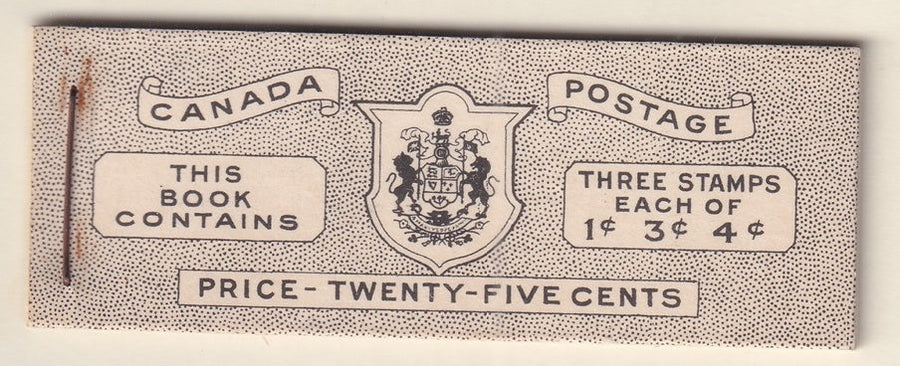 CANADA
POSTAGE
THIS
BOOK
CONTAINS
THREE STAMPS
EACH OF
1¢ 3¢ 4¢
PRICE - TWENTY-FIVE CENTS